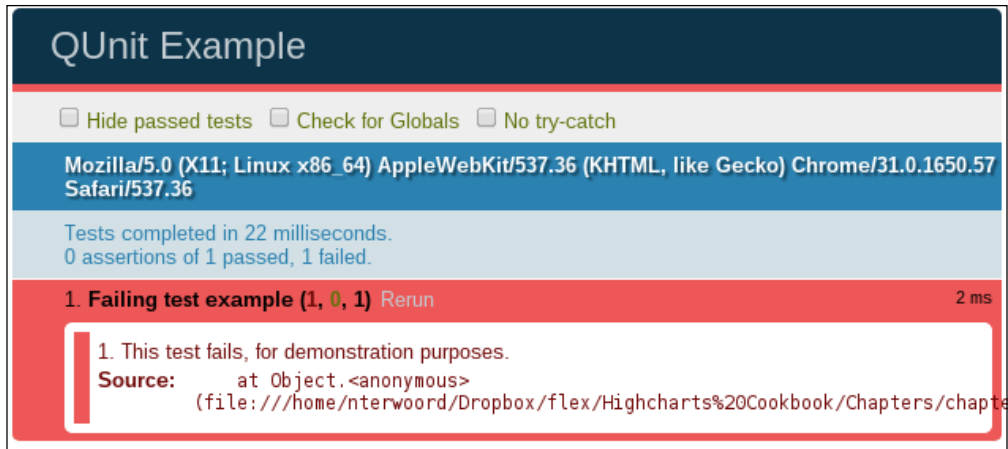 QUnit Example
Hide passed tests Check for Globals No try-catch
Mozilla/5.0 (X11; Linux x86_64) AppleWebKit/537.36 (KHTML, like Gecko) Chrome/31.0.1650.57
Safari/537.36
Tests completed in 22 milliseconds.
0 assertions of 1 passed, 1 failed.
1. Failing test example (1, 0, 1) Rerun 2 ms
1. This test fails, for demonstration purposes.
Source: at Object.<anonymous>
(file:///home/nterwoord/Dropbox/flex/Highcharts%20Cookbook/Chapters/chapte